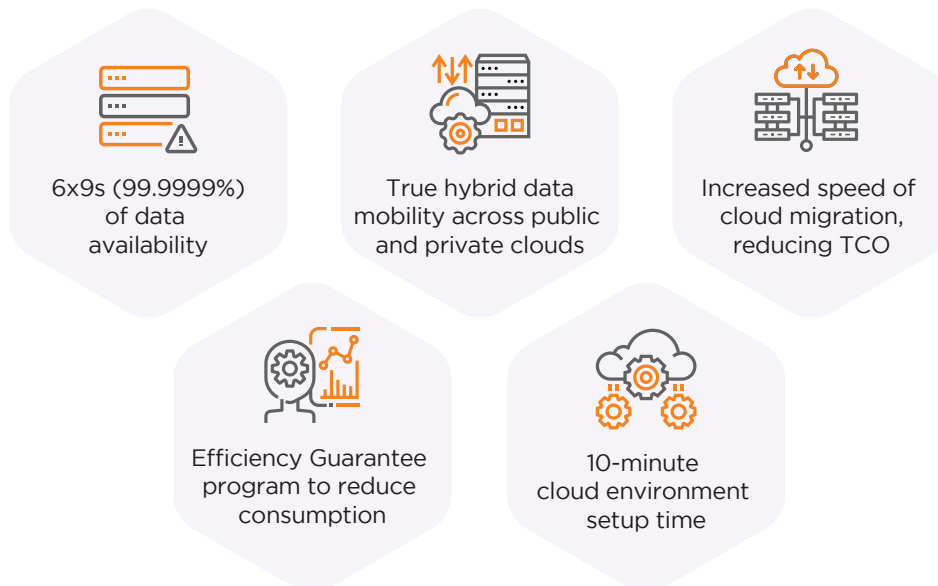 6x9s (99.9999%)
of data
availability
True hybrid data
mobility across public
and private clouds
Increased speed of
cloud migration,
reducing TCO
Efficiency Guarantee
program to reduce
consumption
10-minute
cloud environment
setup time